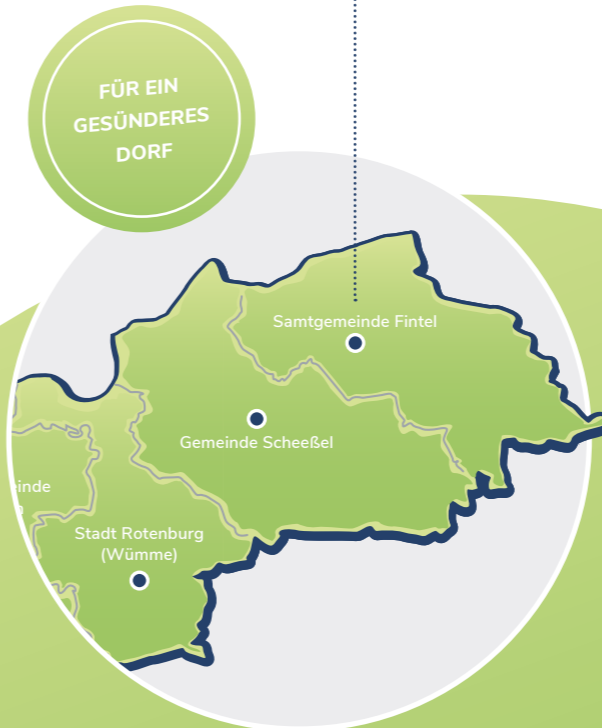 FÜR EIN
GESÜNDERES
DORF
Samtgemeinde Fintel
Gemeinde Scheeßel
Stadt Rotenburg
(Wümme)